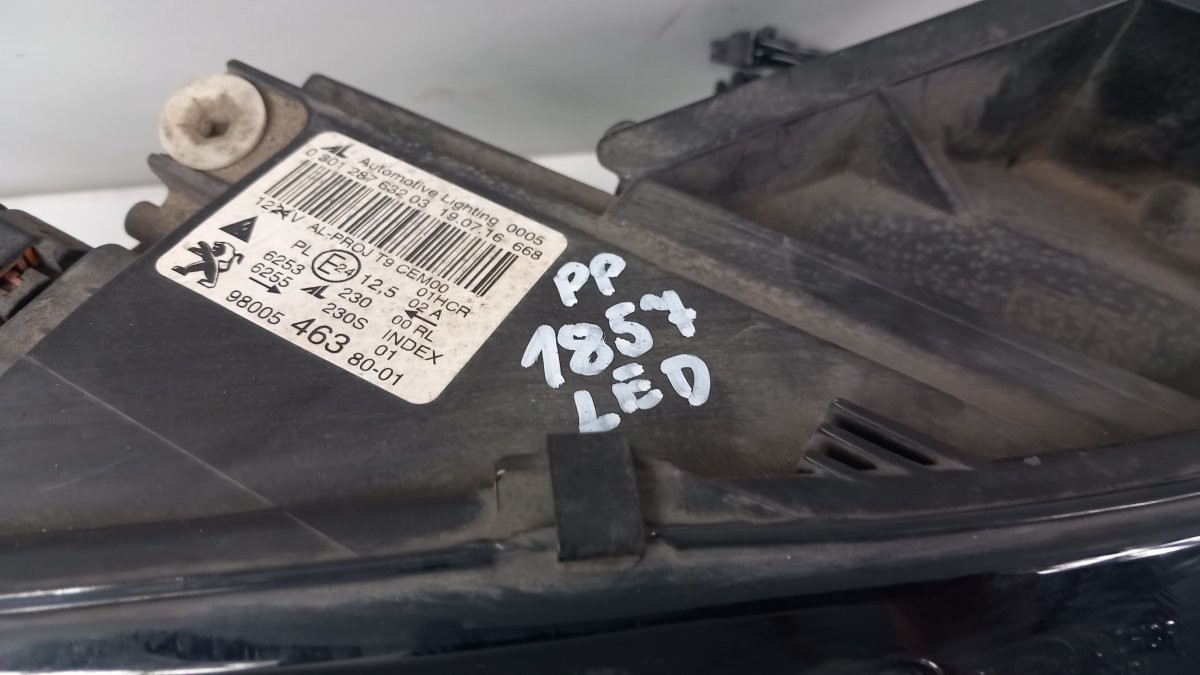 AL Automotive Lighting 0005
0 301 287 632 03 19.07.16 668
12 V AL-PROJ T9 CEM00
PL E24 12,5 01HCR
6253 AL 230 02 A
6255 230S 00 RL
INDEX
98005 463 80-01 01
PP
1857
LED